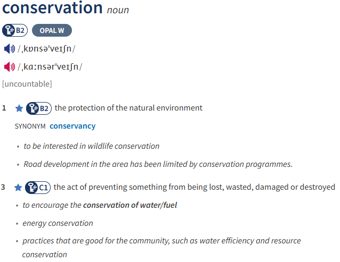 conservation noun
B2 OPAL W
/ˌkɒnsəˈveɪʃn/
/ˌkɑːnsərˈveɪʃn/
[uncountable]
1 B2 the protection of the natural environment
SYNONYM conservancy
• to be interested in wildlife conservation
• Road development in the area has been limited by conservation programmes.
3 C1 the act of preventing something from being lost, wasted, damaged or destroyed
• to encourage the conservation of water/fuel
• energy conservation
• practices that are good for the community, such as water efficiency and resource
conservation